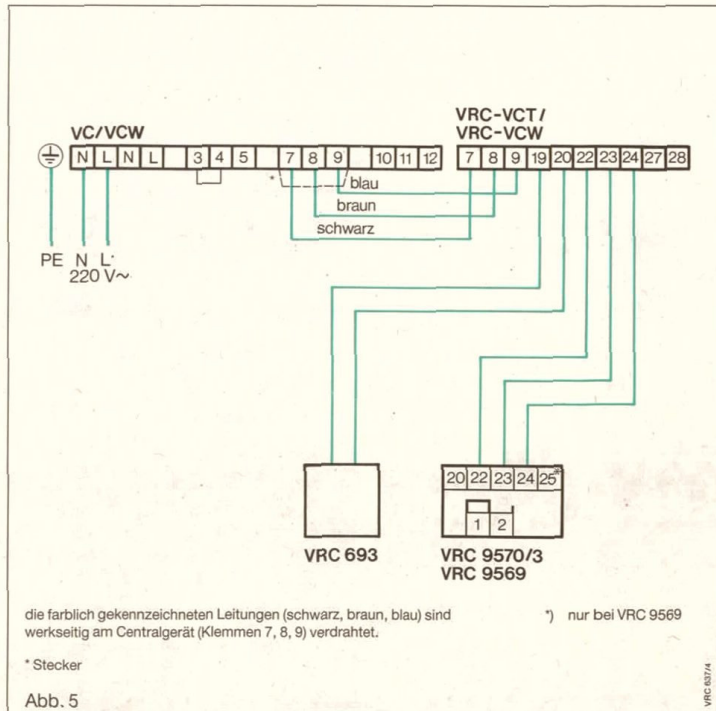 VRC-VCT /
VC/VCW VRC-VCW
N L N L 3 4 5 7 8 9 10 11 12 7 8 9 19 20 22 23 24 27 28
* blau
braun
schwarz
PE N L
220 V~
20 22 23 24 25*
1 2
VRC 693 VRC 9570/3
VRC 9569
die farblich gekennzeichneten Leitungen (schwarz, braun, blau) sind *) nur bei VRC 9569
werkseitig am Centralgerät (Klemmen 7, 8, 9) verdrahtet.
* Stecker
Abb. 5
VRC 637/4